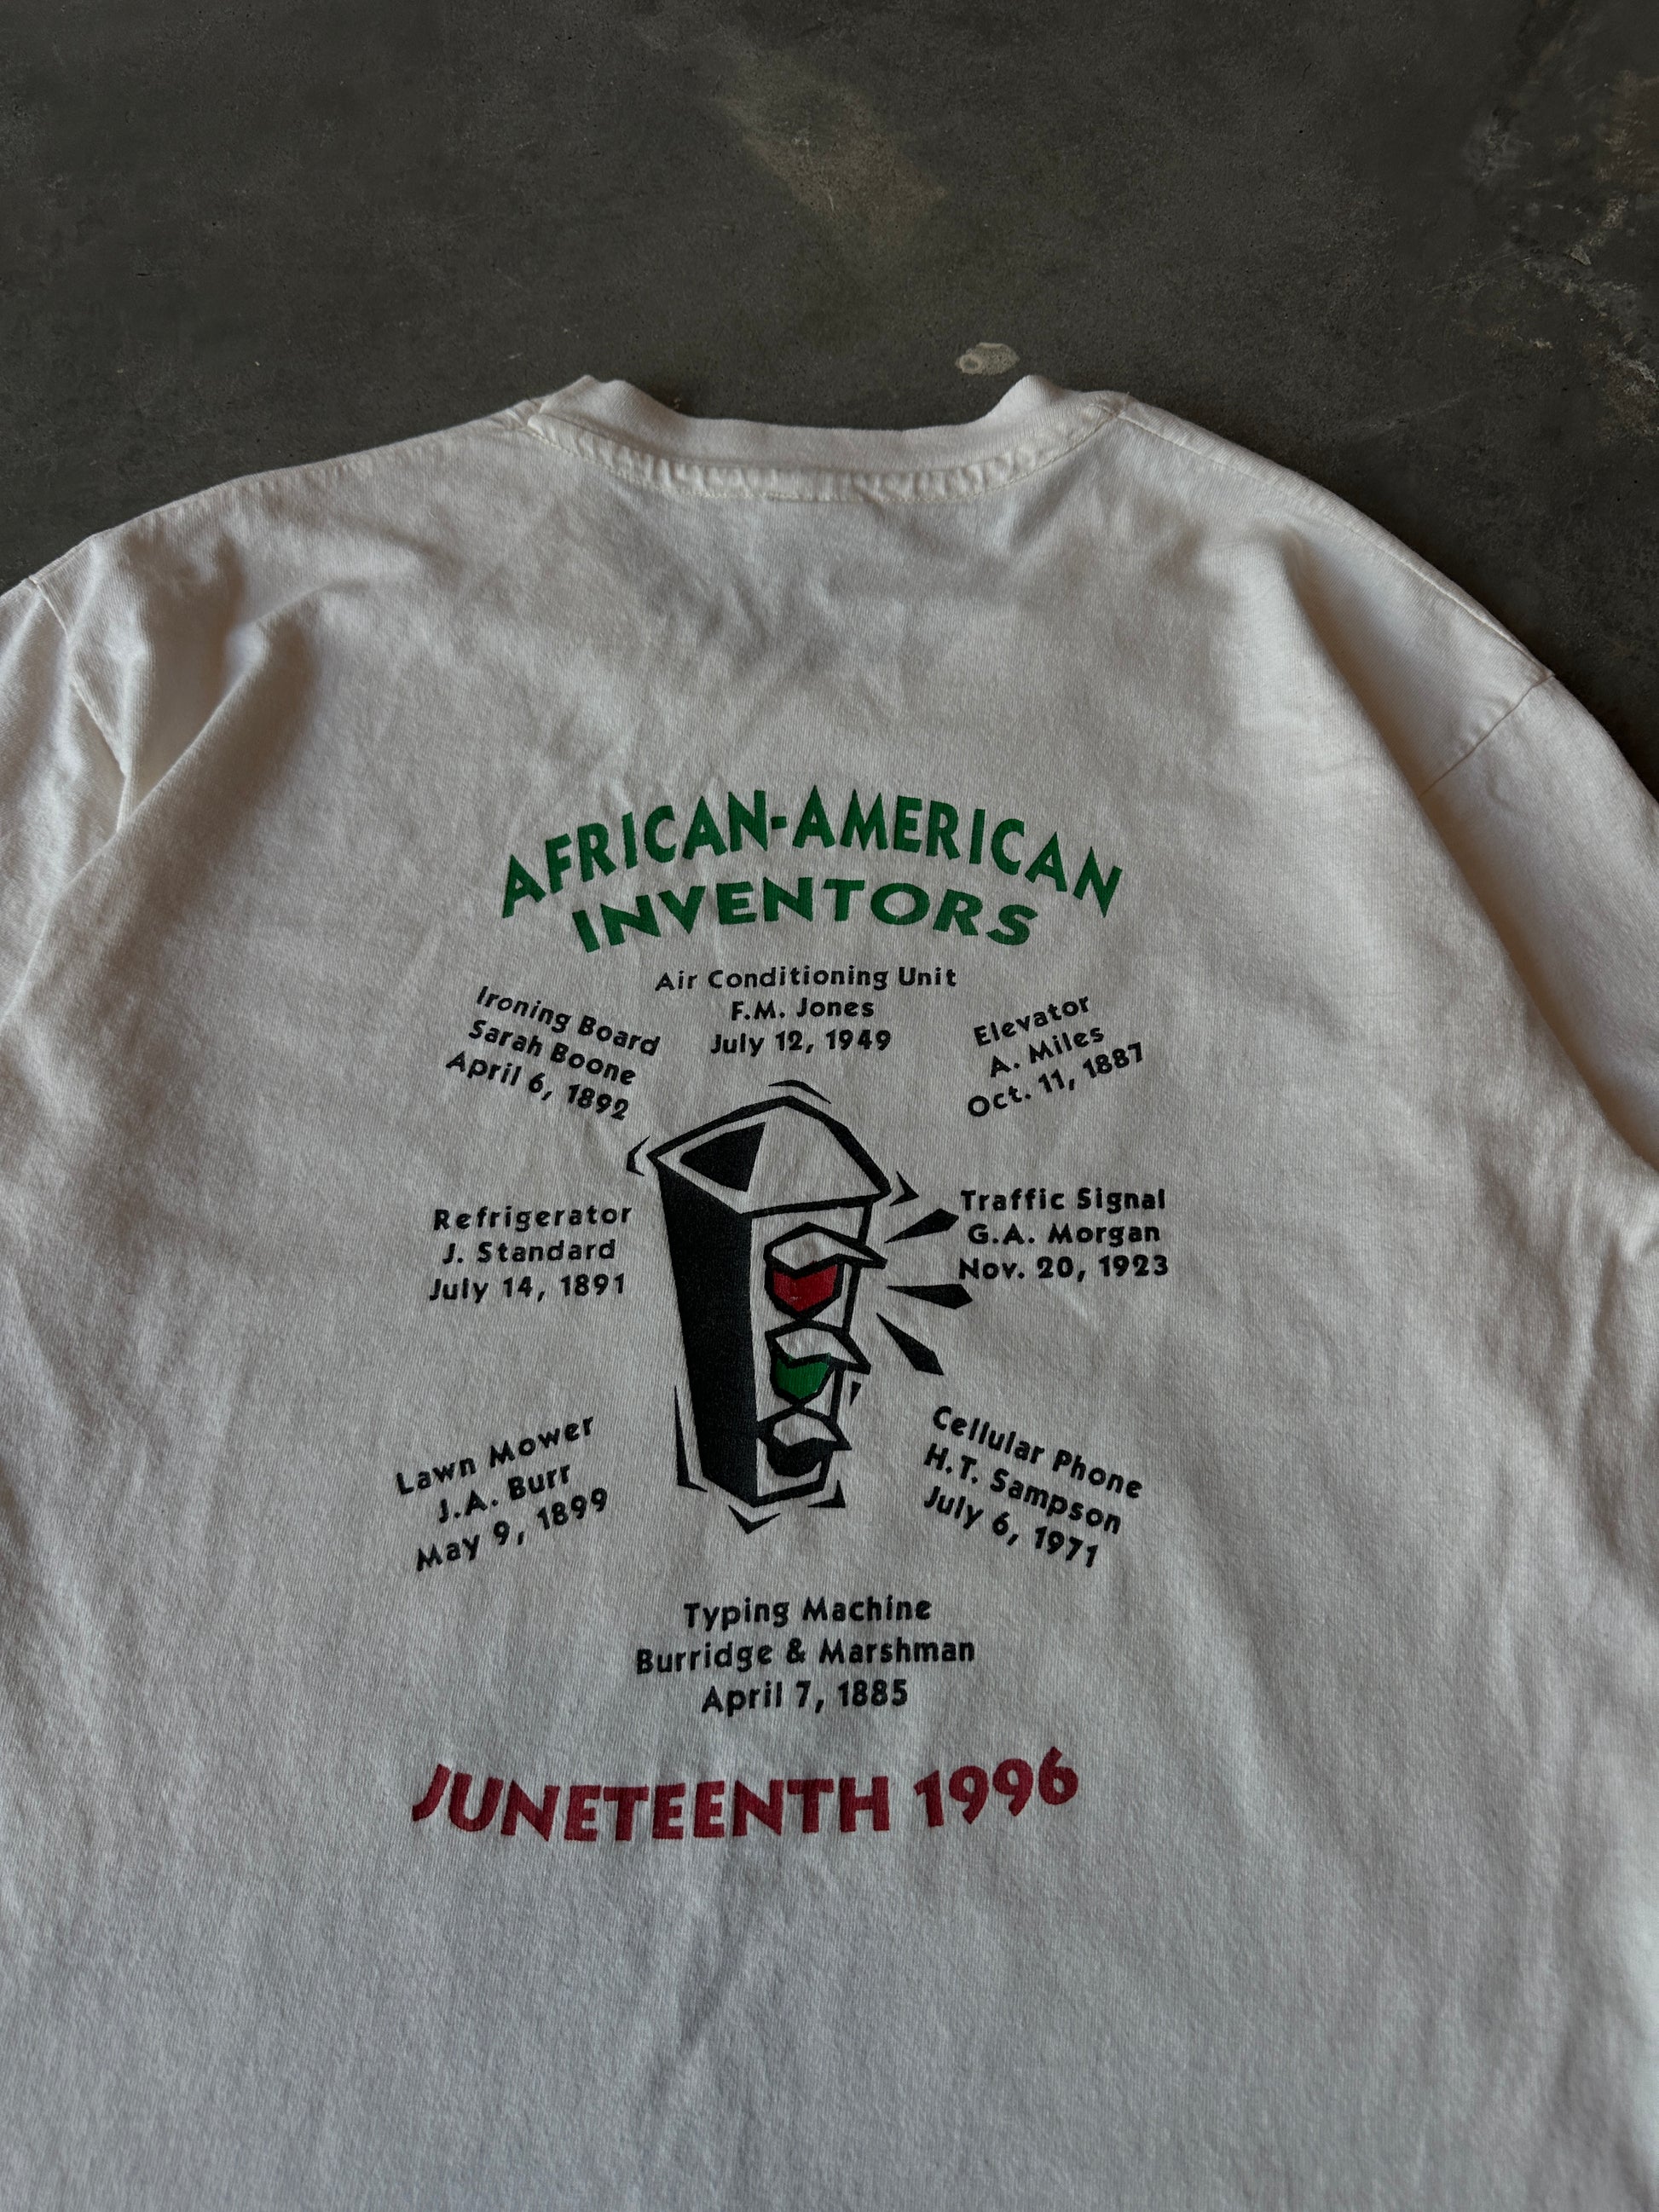 AFRICAN-AMERICAN
INVENTORS
Air Conditioning Unit
F.M. Jones
July 12, 1949
Ironing Board
Sarah Boone
April 6, 1892
Elevator
A. Miles
Oct. 11, 1887
Refrigerator
J. Standard
July 14, 1891
Traffic Signal
G.A. Morgan
Nov. 20, 1923
Lawn Mower
J.A. Burr
May 9, 1899
Cellular Phone
H.T. Sampson
July 6, 1971
Typing Machine
Burridge & Marshman
April 7, 1885
JUNETEENTH 1996